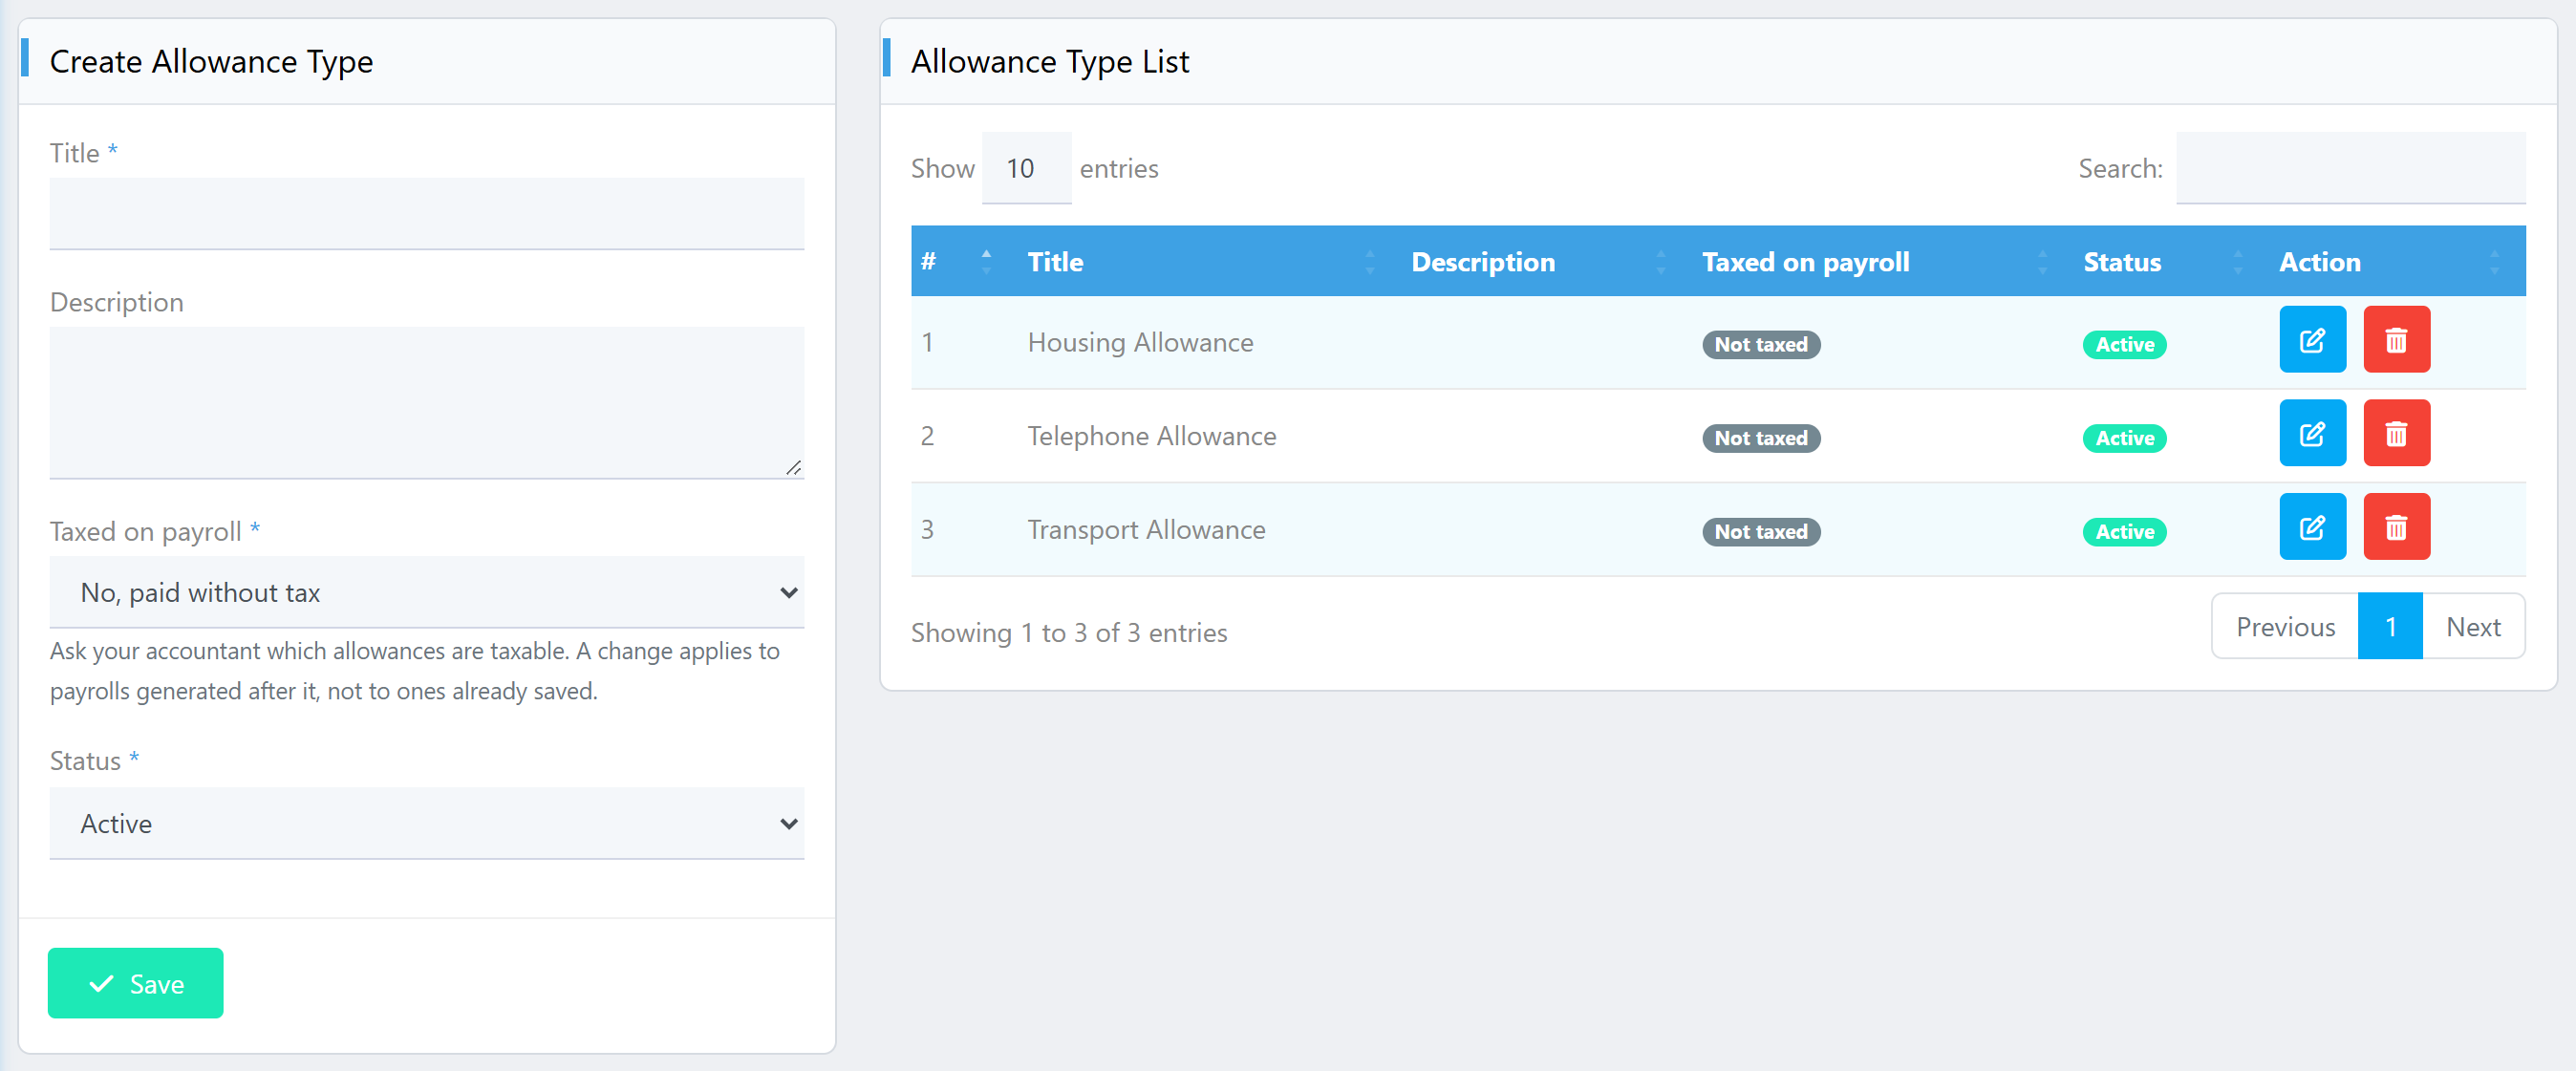 Create Allowance Type
Title *
Description
Taxed on payroll *
No, paid without tax
Ask your accountant which allowances are taxable. A change applies to
payrolls generated after it, not to ones already saved.
Status *
Active
Save
Allowance Type List
Show 10 entries
Search:
# Title Description Taxed on payroll Status Action
1 Housing Allowance Not taxed Active
2 Telephone Allowance Not taxed Active
3 Transport Allowance Not taxed Active
Showing 1 to 3 of 3 entries
Previous 1 Next